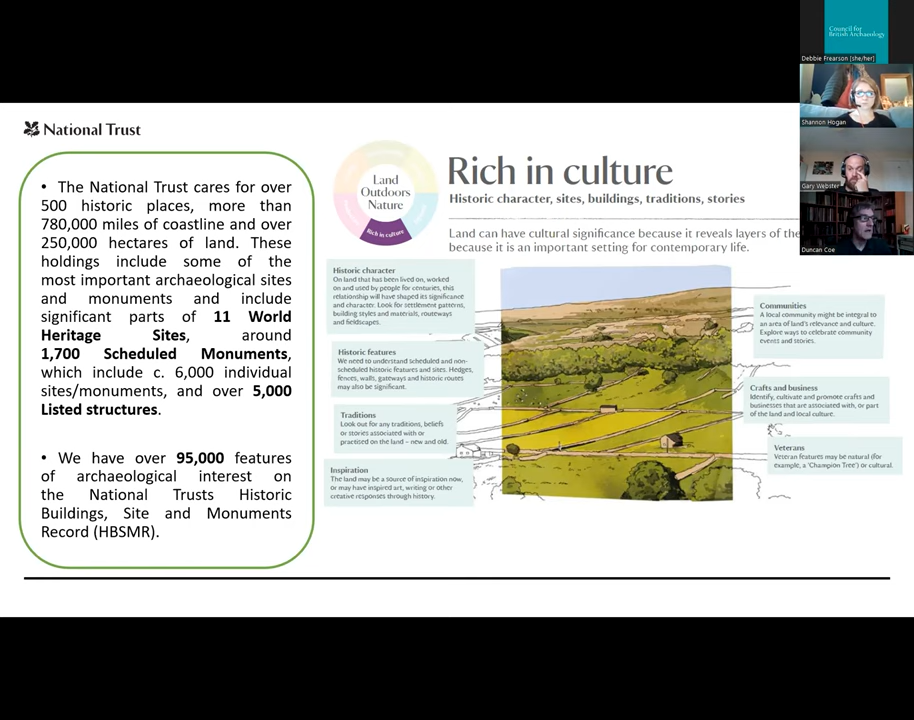 National Trust
• The National Trust cares for over
500 historic places, more than
780,000 miles of coastline and over
250,000 hectares of land. These
holdings include some of the
most important archaeological sites
and monuments and include
significant parts of 11 World
Heritage Sites, around
1,700 Scheduled Monuments,
which include c. 6,000 individual
sites/monuments, and over 5,000
Listed structures.
• We have over 95,000 features
of archaeological interest on
the National Trusts Historic
Buildings, Site and Monuments
Record (HBSMR).
Land
Outdoors
Nature
Rich in culture
Rich in culture
Historic character, sites, buildings, traditions, stories
Land can have cultural significance because it reveals layers of the
because it is an important setting for contemporary life.
Historic character
On land that has been lived on, worked
on and used by people for centuries, this
relationship will have shaped its significance
and character. Look for settlement patterns,
building styles and materials, routeways
and fieldscapes.
Historic features
We need to understand scheduled and non-
scheduled historic features and sites. Hedges,
fences, walls, gateways and historic routes
may also be significant.
Traditions
Look out for any traditions, beliefs
or stories associated with or
practised on the land – new and old.
Inspiration
The land may be a source of inspiration now,
or may have inspired art, writing or other
creative responses through history.
Communities
A local community might be integral to
an area of land's relevance and culture.
Explore ways to celebrate community
events and stories.
Crafts and business
Identify, cultivate and promote crafts and
businesses that are associated with, or part
of the land and local culture.
Veterans
Veteran features may be natural (for
example, a 'Champion Tree') or cultural.
Council for
British Archaeology
Debbie Frearson (she/her)
Shannon Hogan
Gary Webster
Duncan Coe